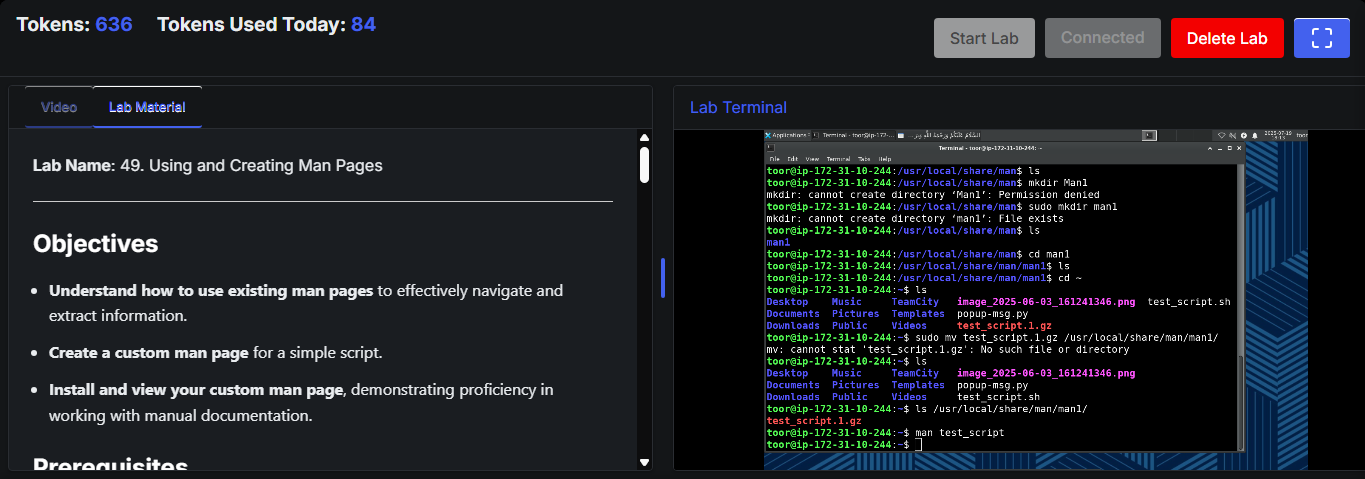 Tokens: 636 Tokens Used Today: 84
Start Lab Connected Delete Lab
Video Lab Material
Lab Name: 49. Using and Creating Man Pages
Objectives
Understand how to use existing man pages to effectively navigate and
extract information.
Create a custom man page for a simple script.
Install and view your custom man page, demonstrating proficiency in
working with manual documentation.
Prerequisites
Lab Terminal
Applications Terminal - toor@ip-172-...
Terminal - toor@ip-172-31-10-244: ~
File Edit View Terminal Tabs Help
toor@ip-172-31-10-244:/usr/local/share/man$ ls
toor@ip-172-31-10-244:/usr/local/share/man$ mkdir Man1
mkdir: cannot create directory ‘Man1’: Permission denied
toor@ip-172-31-10-244:/usr/local/share/man$ sudo mkdir man1
mkdir: cannot create directory ‘man1’: File exists
toor@ip-172-31-10-244:/usr/local/share/man$ ls
man1
toor@ip-172-31-10-244:/usr/local/share/man$ cd man1
toor@ip-172-31-10-244:/usr/local/share/man/man1$ ls
toor@ip-172-31-10-244:/usr/local/share/man/man1$ cd ~
toor@ip-172-31-10-244:~$ ls
Desktop Music TeamCity image_2025-06-03_161241346.png test_script.sh
Documents Pictures Templates popup-msg.py
Downloads Public Videos test_script.1.gz
toor@ip-172-31-10-244:~$ sudo mv test_script.1.gz /usr/local/share/man/man1/
mv: cannot stat 'test_script.1.gz': No such file or directory
toor@ip-172-31-10-244:~$ ls
Desktop Music TeamCity image_2025-06-03_161241346.png
Documents Pictures Templates popup-msg.py
Downloads Public Videos test_script.sh
toor@ip-172-31-10-244:~$ ls /usr/local/share/man/man1/
test_script.1.gz
toor@ip-172-31-10-244:~$ man test_script
toor@ip-172-31-10-244:~$